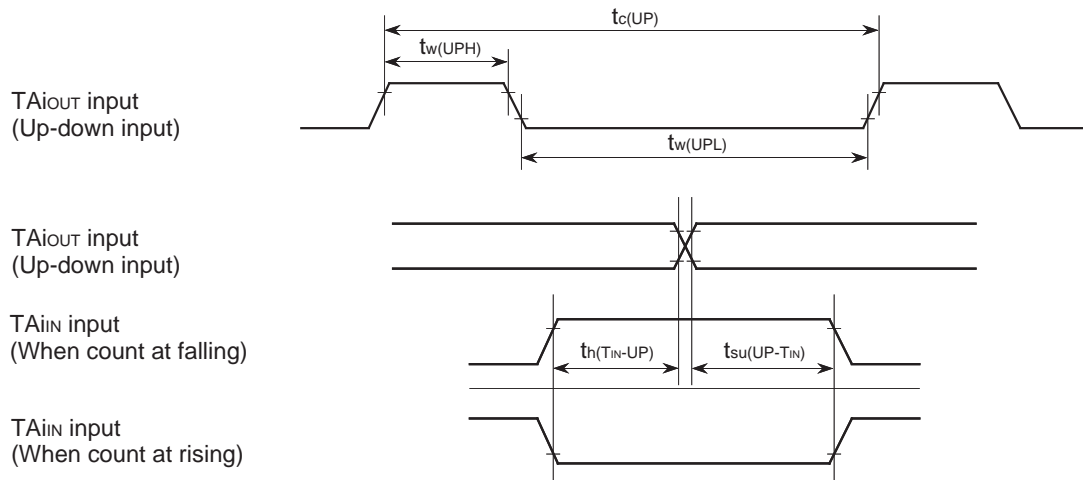 tc(UP)
tw(UPH)
TAiOUT input
(Up-down input)
tw(UPL)
TAiOUT input
(Up-down input)
TAiIN input
(When count at falling)
th(TIN-UP)
tsu(UP-TIN)
TAiIN input
(When count at rising)